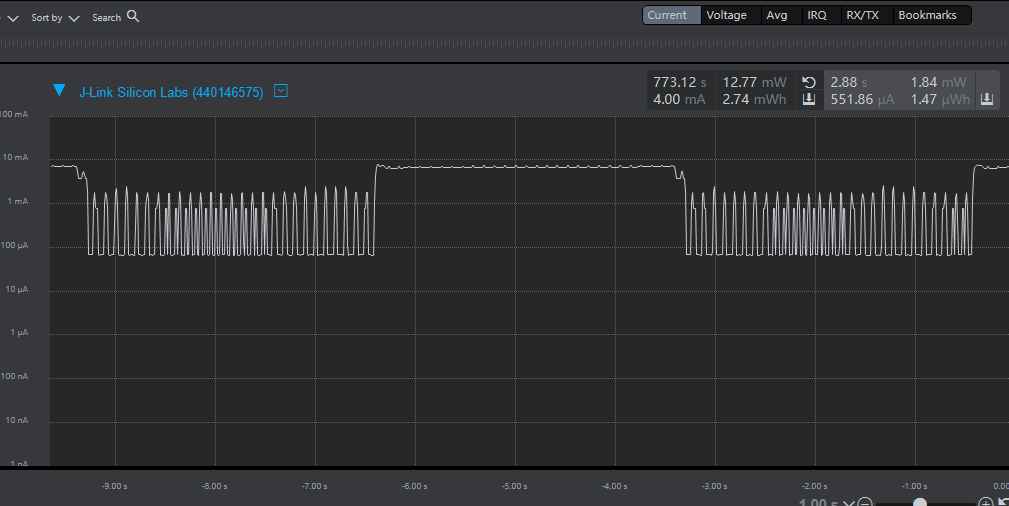 Sort by Search Current Voltage Avg IRQ RX/TX Bookmarks
J-Link Silicon Labs (440146575)
773.12 s 12.77 mW 2.88 s 1.84 mW
4.00 mA 2.74 mWh 551.86 µA 1.47 µWh
100 mA
10 mA
1 mA
100 µA
10 µA
1 µA
100 nA
10 nA
1 nA
-9.00 s -8.00 s -7.00 s -6.00 s -5.00 s -4.00 s -3.00 s -2.00 s -1.00 s 0.00
1.00 s